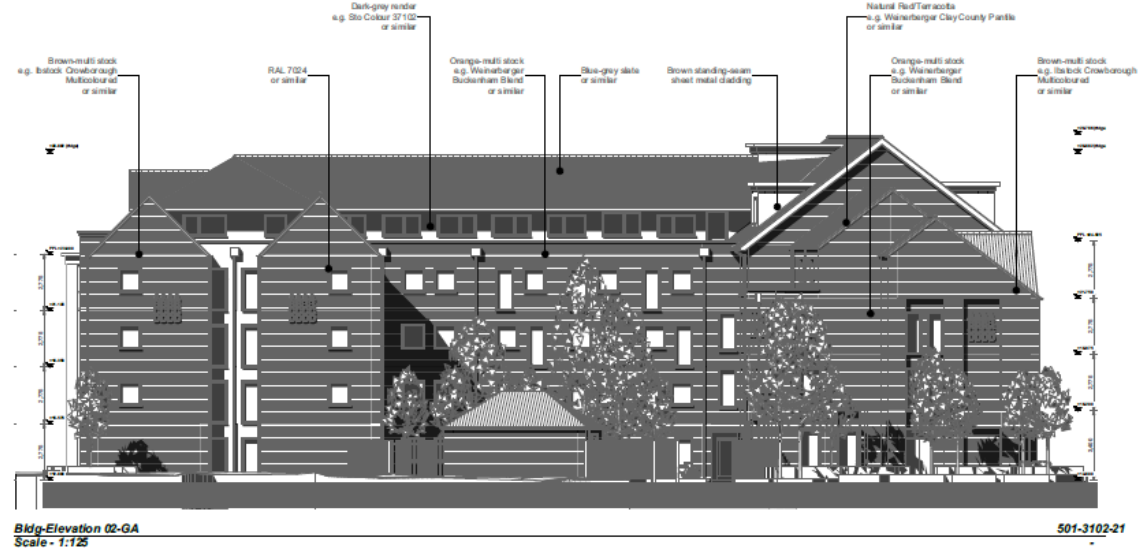 Dark-grey render
e.g. Sto Colour 37102
or similar
Natural Red/Terracotta
e.g. Weinerberger Clay County Pantile
or similar
Brown-multi stock
e.g. Ibstock Crowborough
Multicoloured
or similar
RAL 7024
or similar
Orange-multi stock
e.g. Weinerberger
Buckenham Blend
or similar
Blue-grey slate
or similar
Brown standing-seam
sheet metal cladding
Orange-multi stock
e.g. Weinerberger
Buckenham Blend
or similar
Brown-multi stock
e.g. Ibstock Crowborough
Multicoloured
or similar
Bldg-Elevation 02-GA
Scale - 1:125
501-3102-21
-